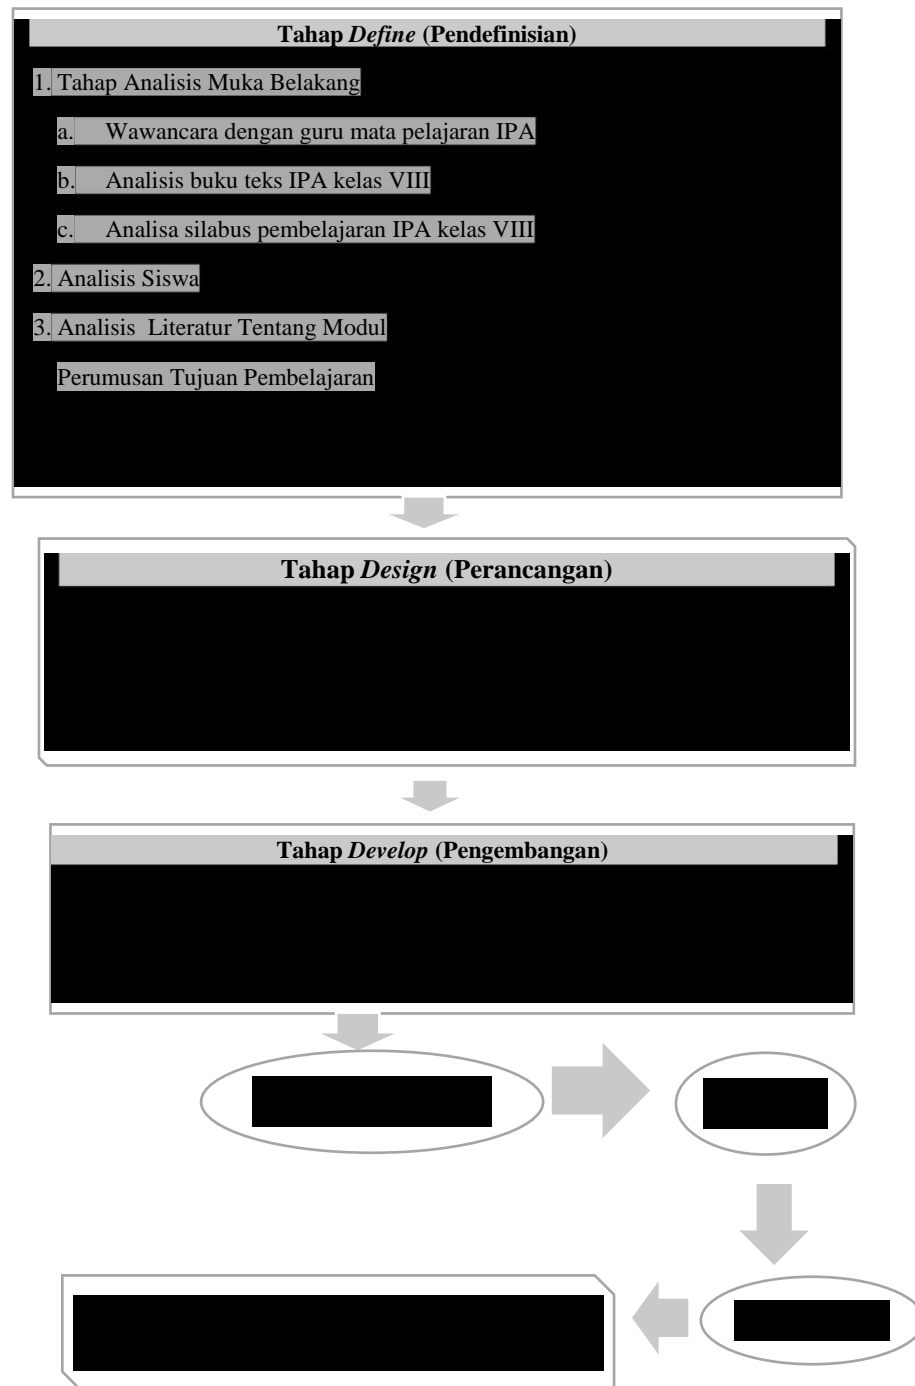 Tahap Define (Pendefinisian)
1. Tahap Analisis Muka Belakang
a. Wawancara dengan guru mata pelajaran IPA
b. Analisis buku teks IPA kelas VIII
c. Analisa silabus pembelajaran IPA kelas VIII
2. Analisis Siswa
3. Analisis Literatur Tentang Modul
Perumusan Tujuan Pembelajaran
Tahap Design (Perancangan)
Tahap Develop (Pengembangan)